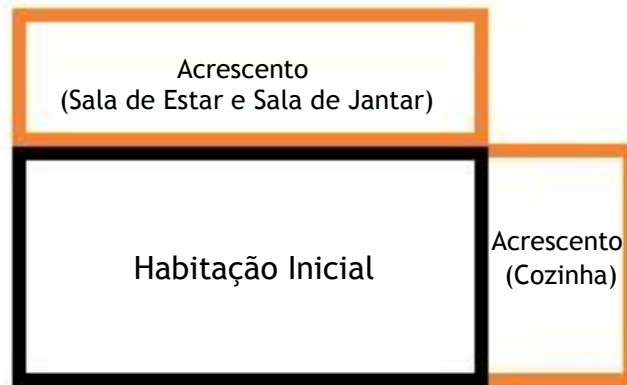 Acrescento
(Sala de Estar e Sala de Jantar)
Habitação Inicial
Acrescento
(Cozinha)